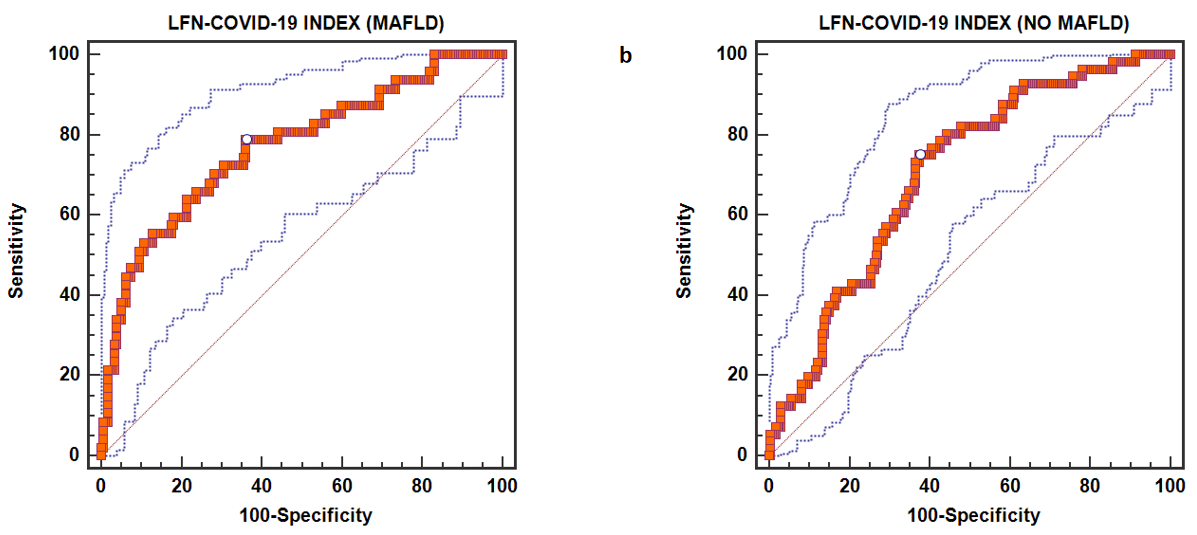 LFN-COVID-19 INDEX (MAFLD)
100
80
60
40
20
0
Sensitivity
0 20 40 60 80 100
100-Specificity
b
LFN-COVID-19 INDEX (NO MAFLD)
100
80
60
40
20
0
Sensitivity
0 20 40 60 80 100
100-Specificity